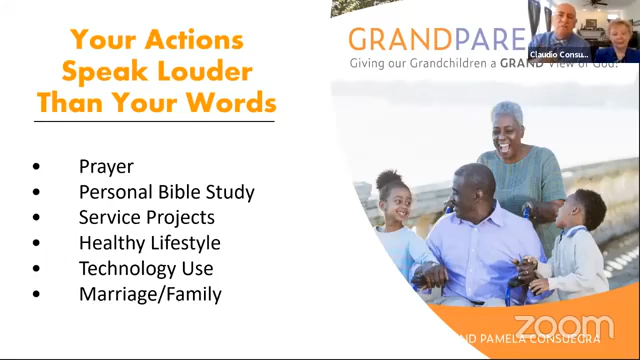 Your Actions
Speak Louder
Than Your Words
• Prayer
• Personal Bible Study
• Service Projects
• Healthy Lifestyle
• Technology Use
• Marriage/Family
GRANDPARE
Giving our Grandchildren a GRAND View of God!
Claudio Consu...
ND PAMELA CONSUEGRA
zoom